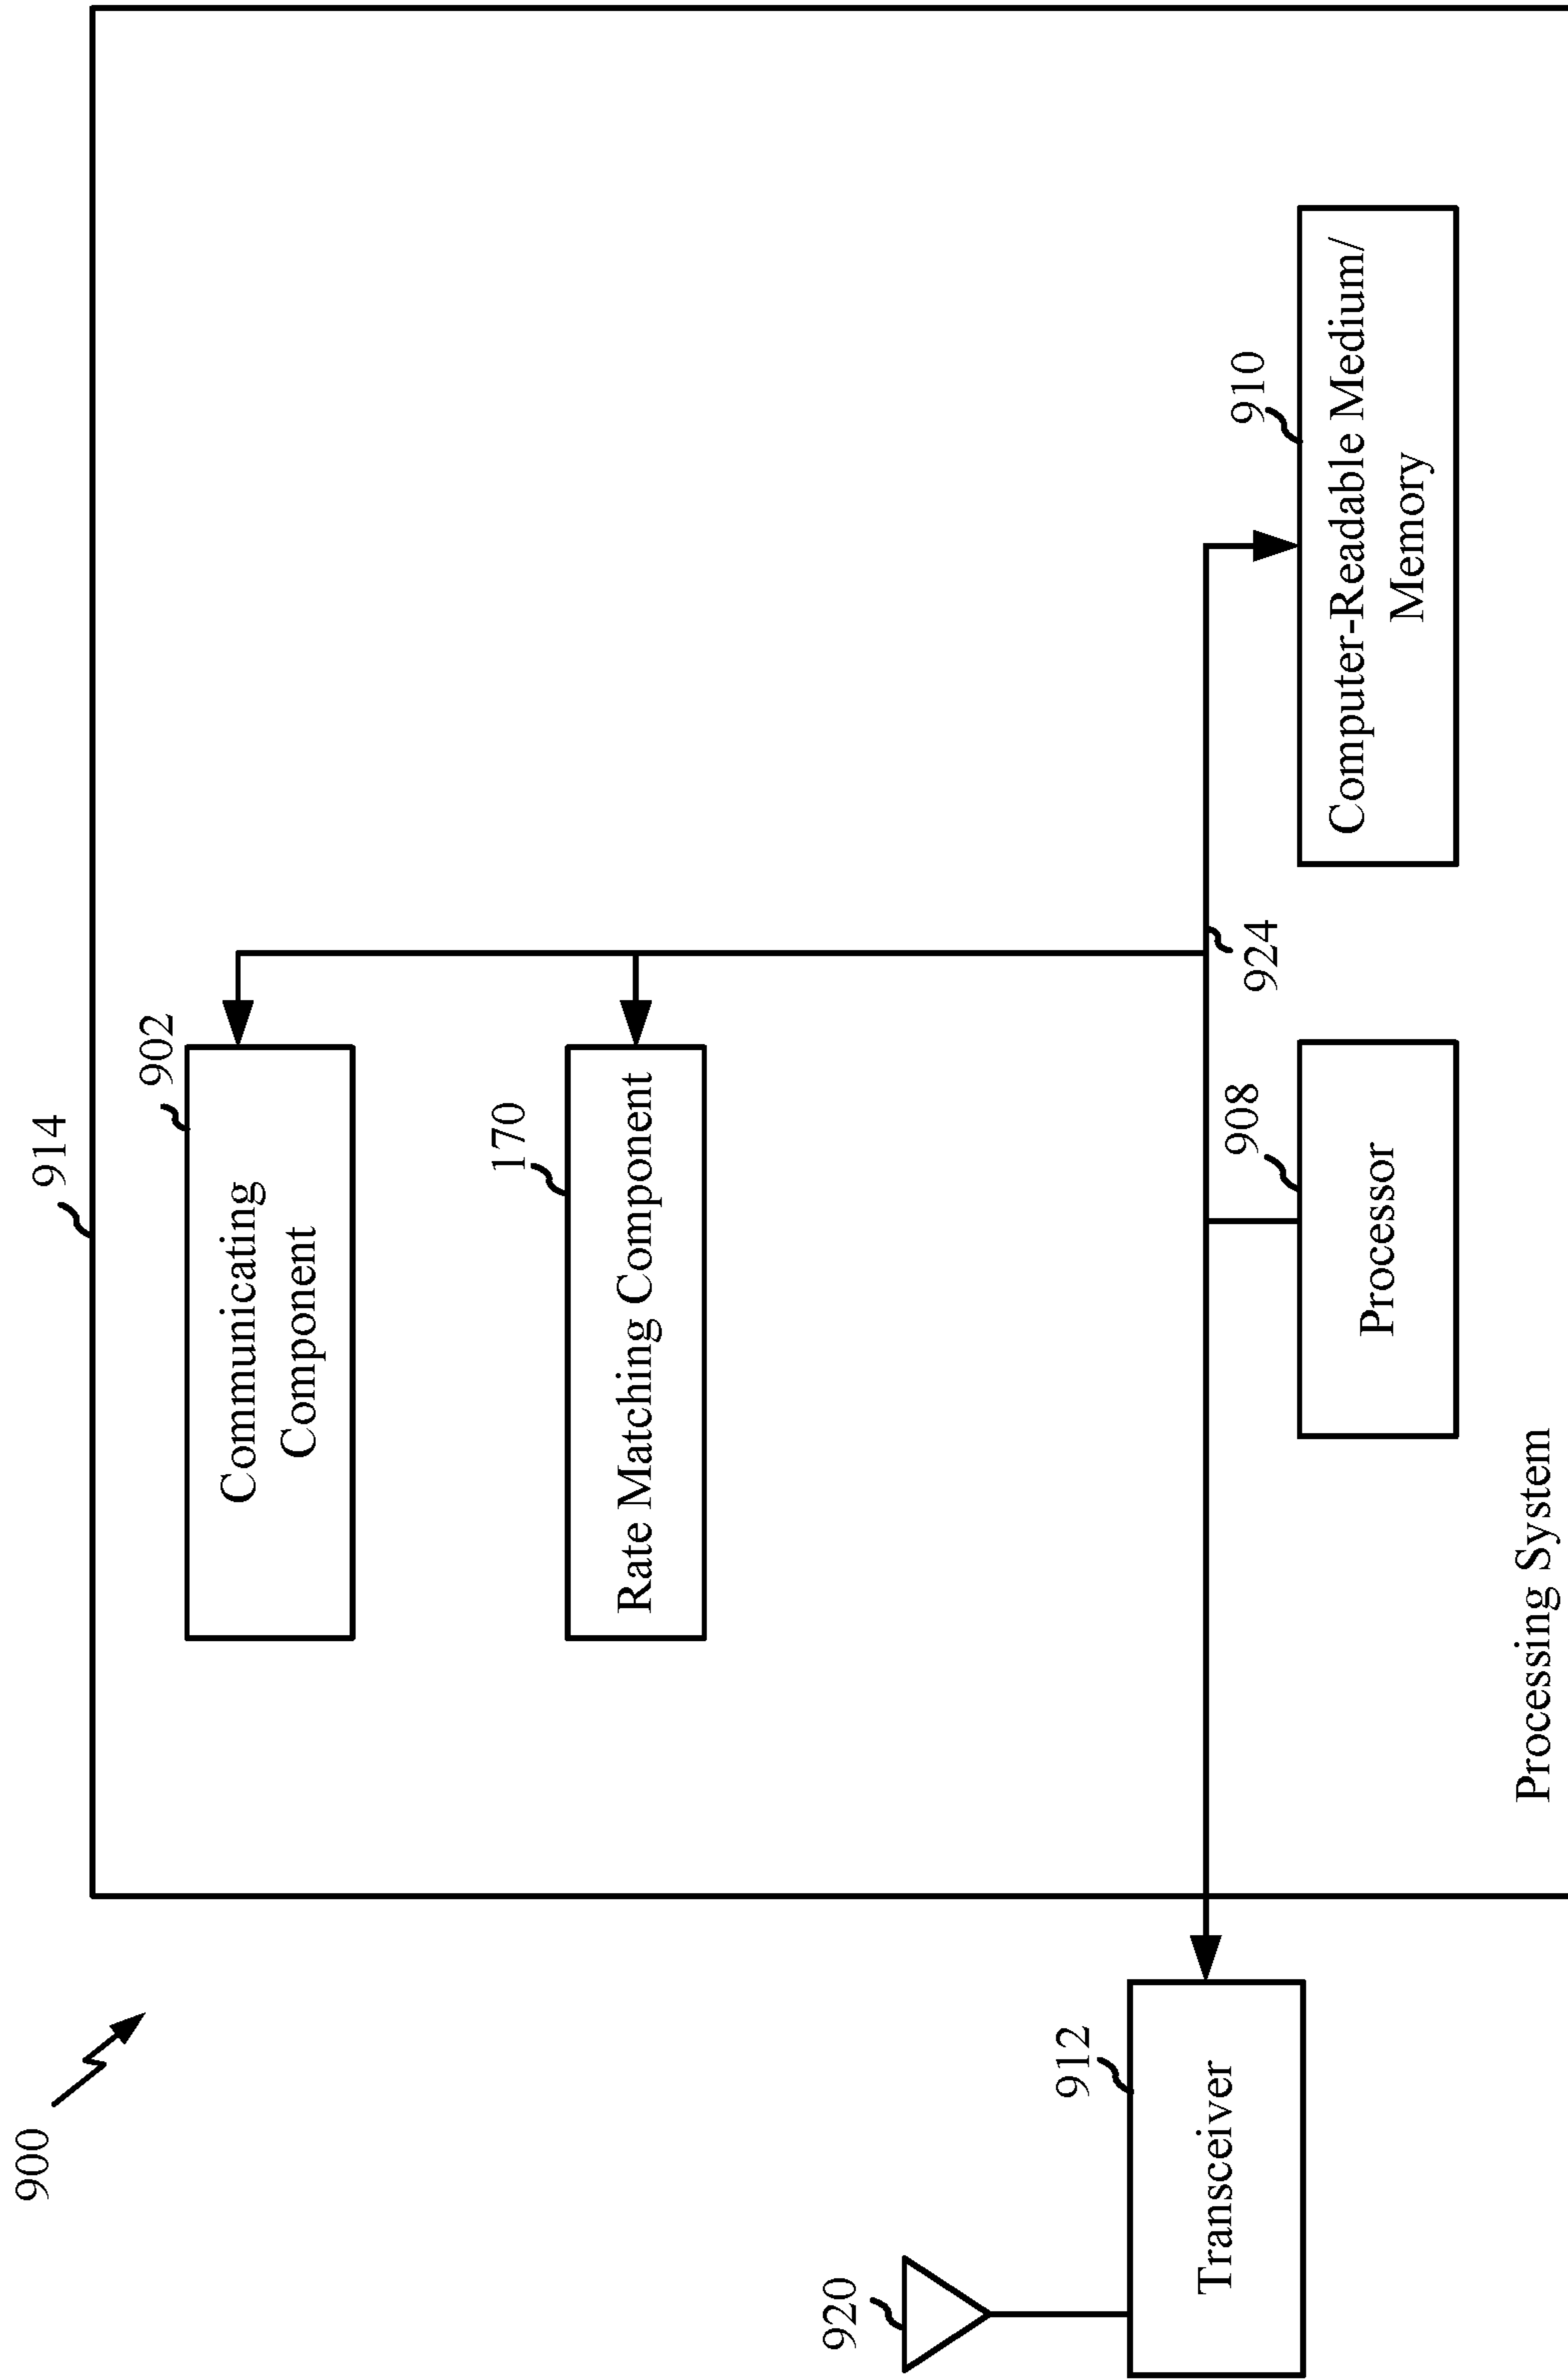 900
914
902
Communicating
Component
170
Rate Matching Component
920
912
Transceiver
924
908
Processor
910
Computer-Readable Medium/
Memory
Processing System